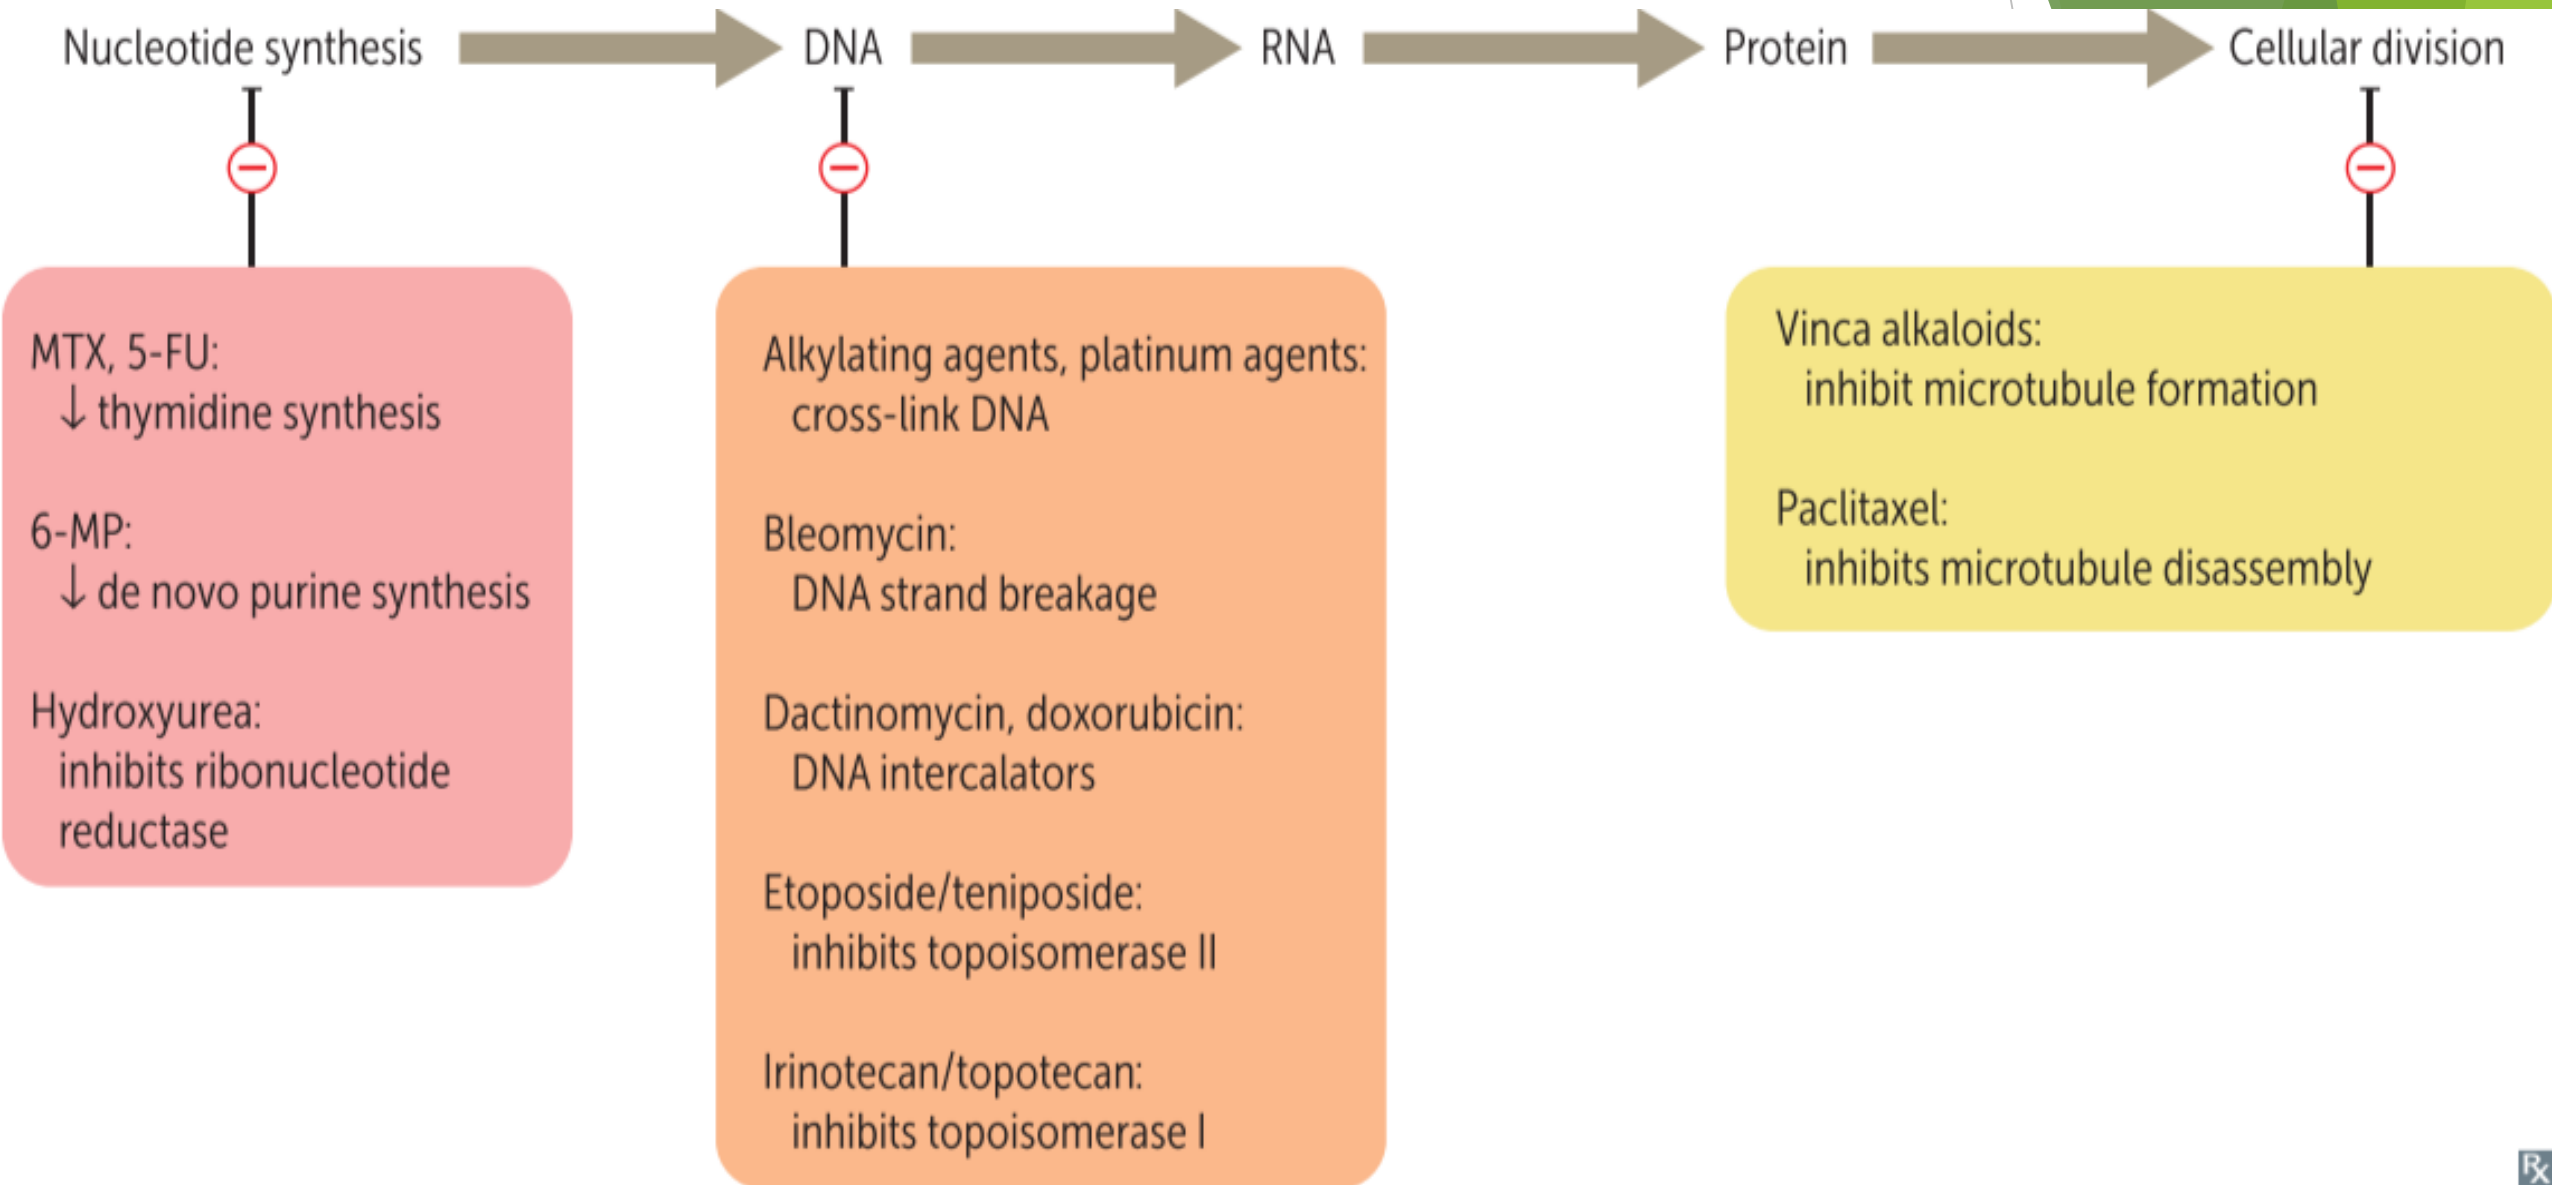 Nucleotide synthesis
DNA
RNA
Protein
Cellular division
MTX, 5-FU:
↓ thymidine synthesis
6-MP:
↓ de novo purine synthesis
Hydroxyurea:
inhibits ribonucleotide
reductase
Alkylating agents, platinum agents:
cross-link DNA
Bleomycin:
DNA strand breakage
Dactinomycin, doxorubicin:
DNA intercalators
Etoposide/teniposide:
inhibits topoisomerase II
Irinotecan/topotecan:
inhibits topoisomerase I
Vinca alkaloids:
inhibit microtubule formation
Paclitaxel:
inhibits microtubule disassembly
Rx